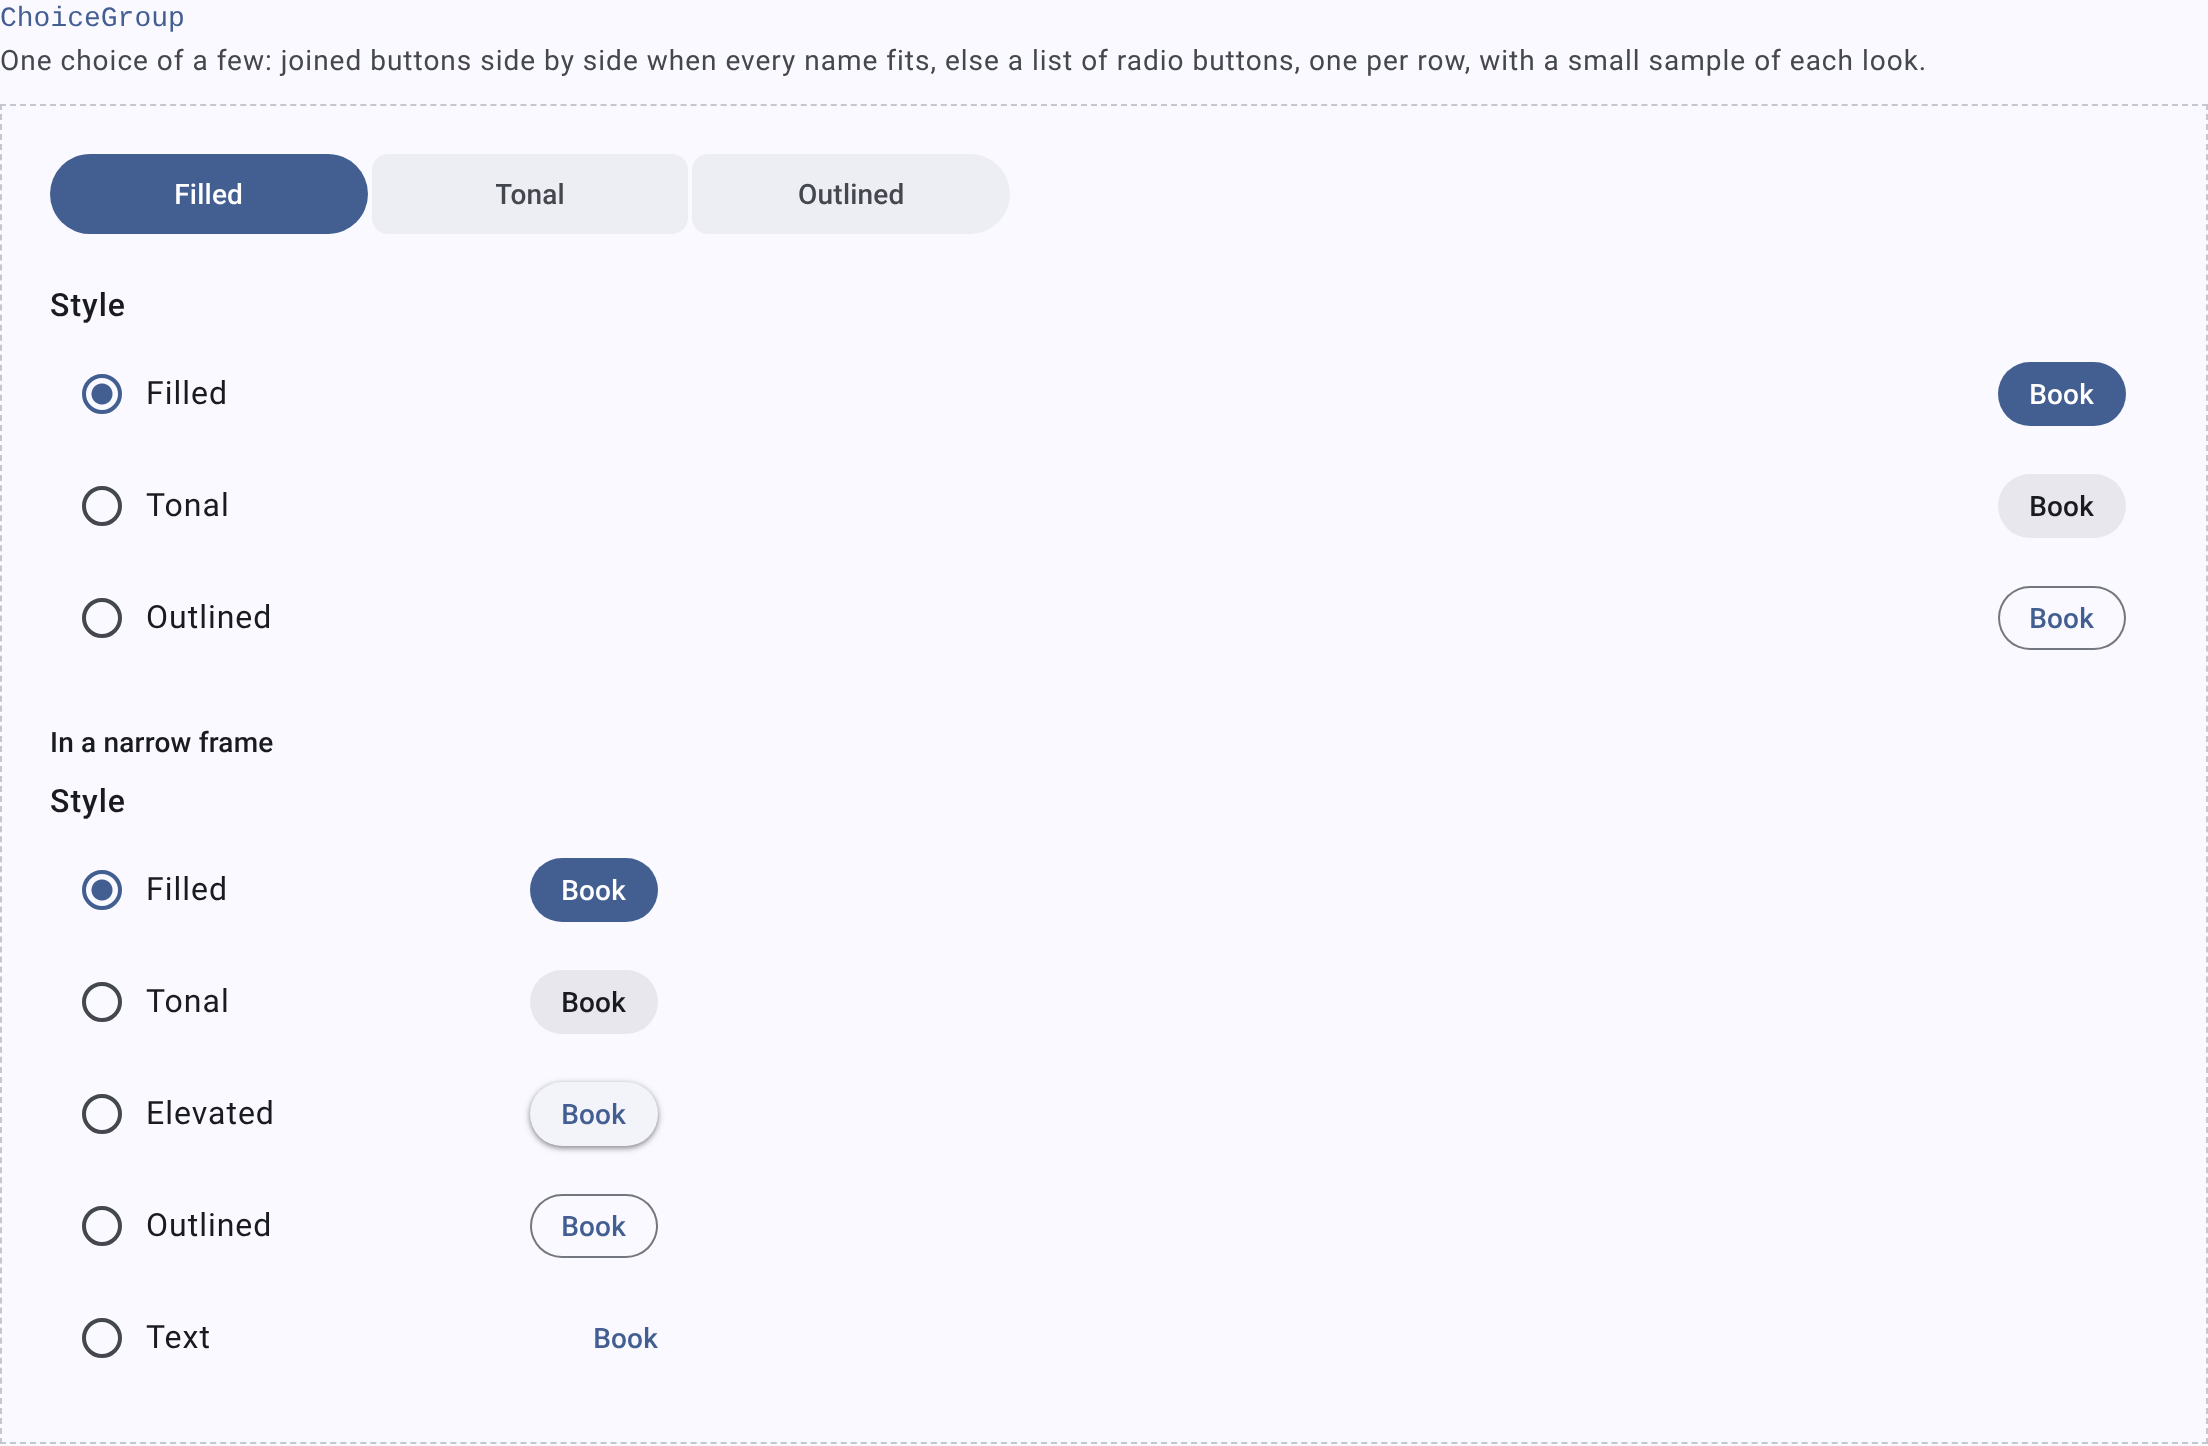 ChoiceGroup
One choice of a few: joined buttons side by side when every name fits, else a list of radio buttons, one per row, with a small sample of each look.
Filled Tonal Outlined
Style
Filled Book
Tonal Book
Outlined Book
In a narrow frame
Style
Filled Book
Tonal Book
Elevated Book
Outlined Book
Text Book